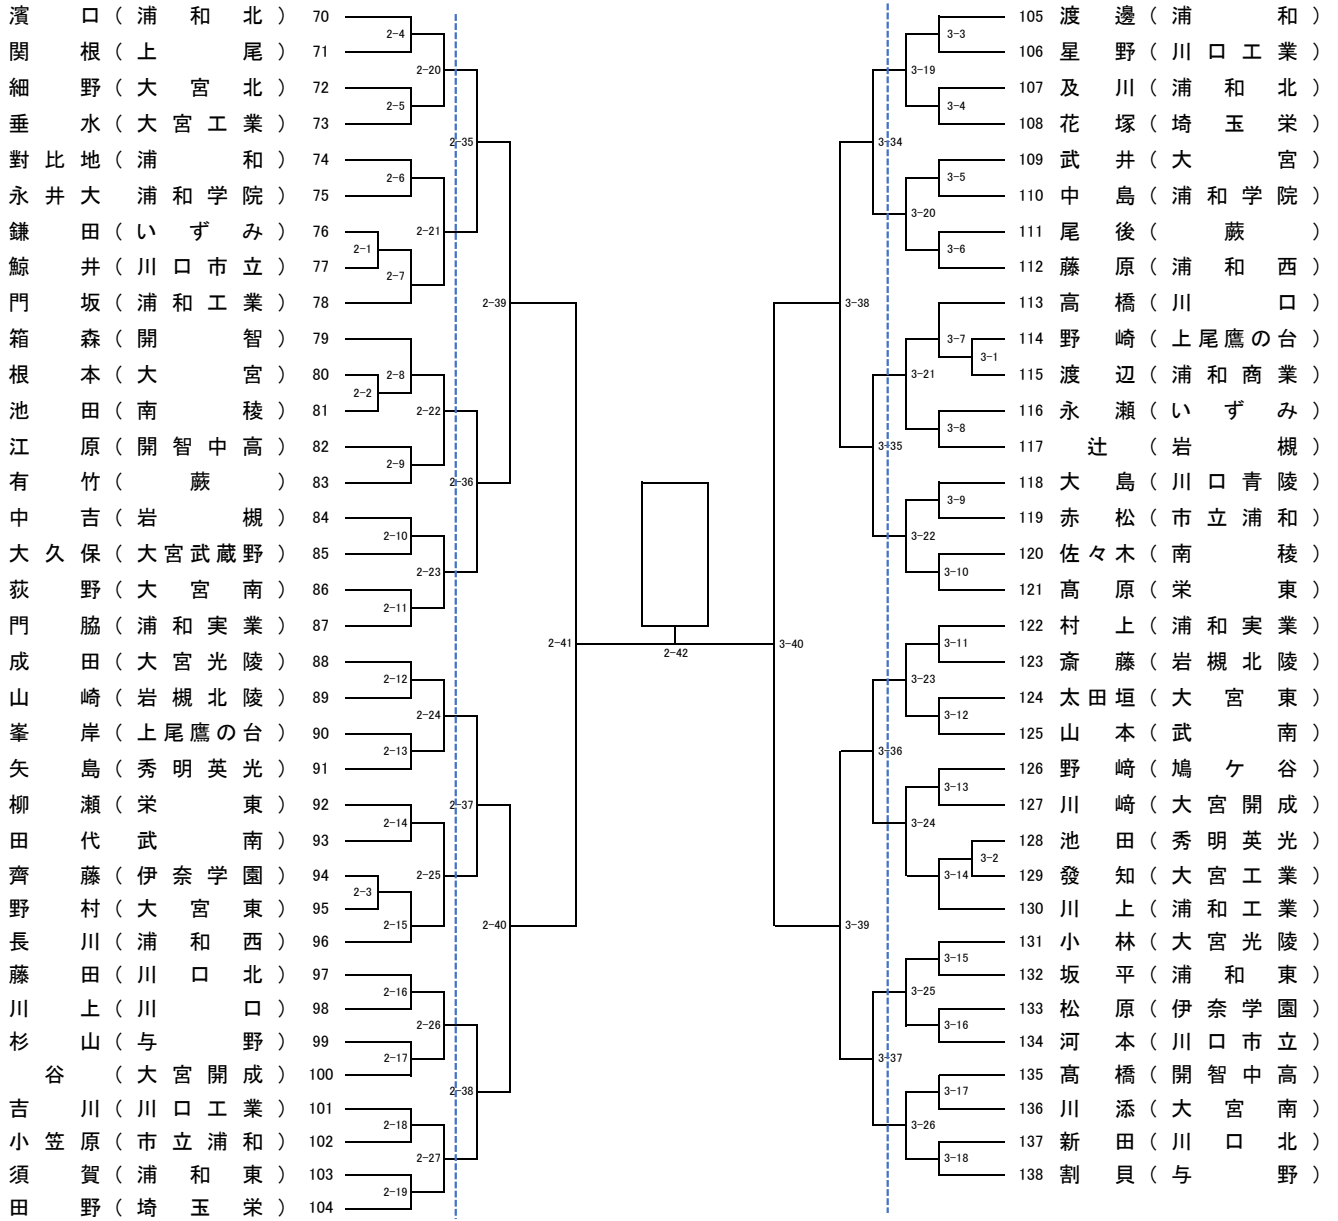 濱口（浦和北） 70
関根（上尾） 71
細野（大宮北） 72
垂水（大宮工業） 73
對比地（浦和） 74
永井大 浦和学院） 75
鎌田（いずみ） 76
鯨井（川口市立） 77
門坂（浦和工業） 78
箱森（開智） 79
根本（大宮） 80
池田（南稜） 81
江原（開智中高） 82
有竹（蕨） 83
中吉（岩槻） 84
大久保（大宮武蔵野） 85
荻野（大宮南） 86
門脇（浦和実業） 87
成田（大宮光陵） 88
山崎（岩槻北陵） 89
峯岸（上尾鷹の台） 90
矢島（秀明英光） 91
柳瀬（栄東） 92
田代 武南） 93
齊藤（伊奈学園） 94
野村（大宮東） 95
長川（浦和西） 96
藤田（川口北） 97
川上（川口） 98
杉山（与野） 99
谷（大宮開成） 100
吉川（川口工業） 101
小笠原（市立浦和） 102
須賀（浦和東） 103
田野（埼玉栄） 104
2-1
2-2
2-3
2-4
2-5
2-6
2-7
2-8
2-9
2-10
2-11
2-12
2-13
2-14
2-15
2-16
2-17
2-18
2-19
2-20
2-21
2-22
2-23
2-24
2-25
2-26
2-27
2-35
2-36
2-37
2-38
2-39
2-40
2-41
2-42
3-40
3-38
3-39
3-34
3-35
3-36
3-37
3-19
3-20
3-21
3-22
3-23
3-24
3-25
3-26
3-3
3-4
3-5
3-6
3-7
3-8
3-9
3-10
3-11
3-12
3-13
3-14
3-15
3-16
3-17
3-18
3-1
3-2
105 渡邊（浦和）
106 星野（川口工業）
107 及川（浦和北）
108 花塚（埼玉栄）
109 武井（大宮）
110 中島（浦和学院）
111 尾後（蕨）
112 藤原（浦和西）
113 高橋（川口）
114 野崎（上尾鷹の台）
115 渡辺（浦和商業）
116 永瀬（いずみ）
117 辻（岩槻）
118 大島（川口青陵）
119 赤松（市立浦和）
120 佐々木（南稜）
121 髙原（栄東）
122 村上（浦和実業）
123 斎藤（岩槻北陵）
124 太田垣（大宮東）
125 山本（武南）
126 野﨑（鳩ケ谷）
127 川﨑（大宮開成）
128 池田（秀明英光）
129 發知（大宮工業）
130 川上（浦和工業）
131 小林（大宮光陵）
132 坂平（浦和東）
133 松原（伊奈学園）
134 河本（川口市立）
135 髙橋（開智中高）
136 川添（大宮南）
137 新田（川口北）
138 割貝（与野）